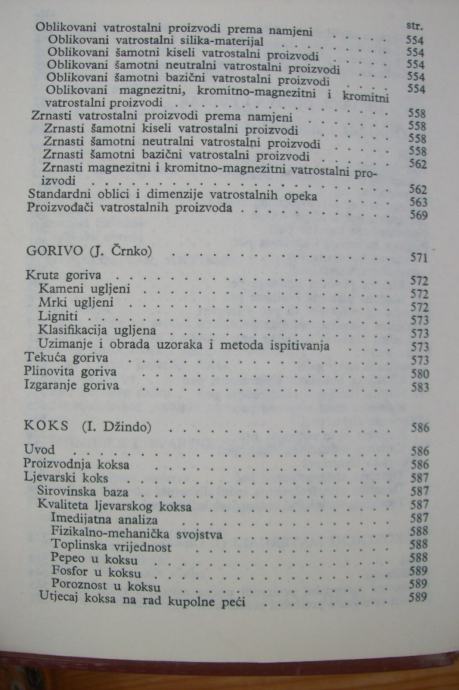 str.
Oblikovani vatrostalni proizvodi prema namjeni . . . . 554
Oblikovani vatrostalni silika-materijal . . . . . . 554
Oblikovani šamotni kiseli vatrostalni proizvodi . . . . 554
Oblikovani šamotni neutralni vatrostalni proizvodi . . . 554
Oblikovani šamotni bazični vatrostalni proizvodi . . . . 554
Oblikovani magnezitni, kromitno-magnezitni i kromitni
vatrostalni proizvodi . . . . . . . . . . . 558
Zrnasti vatrostalni proizvodi prema namjeni . . . . . 558
Zrnasti šamotni kiseli vatrostalni proizvodi . . . . . 558
Zrnasti šamotni neutralni vatrostalni proizvodi . . . . 558
Zrnasti šamotni bazični vatrostalni proizvodi . . . . 562
Zrnasti magnezitni i kromitno-magnezitni vatrostalni pro-
izvodi . . . . . . . . . . . . . . 562
Standardni oblici i dimenzije vatrostalnih opeka . . . . 563
Proizvođači vatrostalnih proizvoda . . . . . . . . 569
GORIVO (J. Črnko) . . . . . . . . . . . 571
Kruta goriva . . . . . . . . . . . . . 572
Kameni ugljeni . . . . . . . . . . . . 572
Mrki ugljeni . . . . . . . . . . . . . 572
Ligniti . . . . . . . . . . . . . . 573
Klasifikacija ugljena . . . . . . . . . . . 573
Uzimanje i obrada uzoraka i metoda ispitivanja . . . . 573
Tekuća goriva . . . . . . . . . . . . . 573
Plinovita goriva . . . . . . . . . . . . 580
Izgaranje goriva . . . . . . . . . . . . 583
KOKS (I. Džindo) . . . . . . . . . . . 586
Uvod . . . . . . . . . . . . . . . 586
Proizvodnja koksa . . . . . . . . . . . . 586
Ljevarski koks . . . . . . . . . . . . . 587
Sirovinska baza . . . . . . . . . . . . 587
Kvaliteta ljevarskog koksa . . . . . . . . . 587
Imedijatna analiza . . . . . . . . . . . 587
Fizikalno-mehanička svojstva . . . . . . . . 588
Toplinska vrijednost . . . . . . . . . . 588
Pepeo u koksu . . . . . . . . . . . . 588
Fosfor u koksu . . . . . . . . . . . . 589
Poroznost u koksu . . . . . . . . . . . 589
Utjecaj koksa na rad kupolne peći . . . . . . . 589